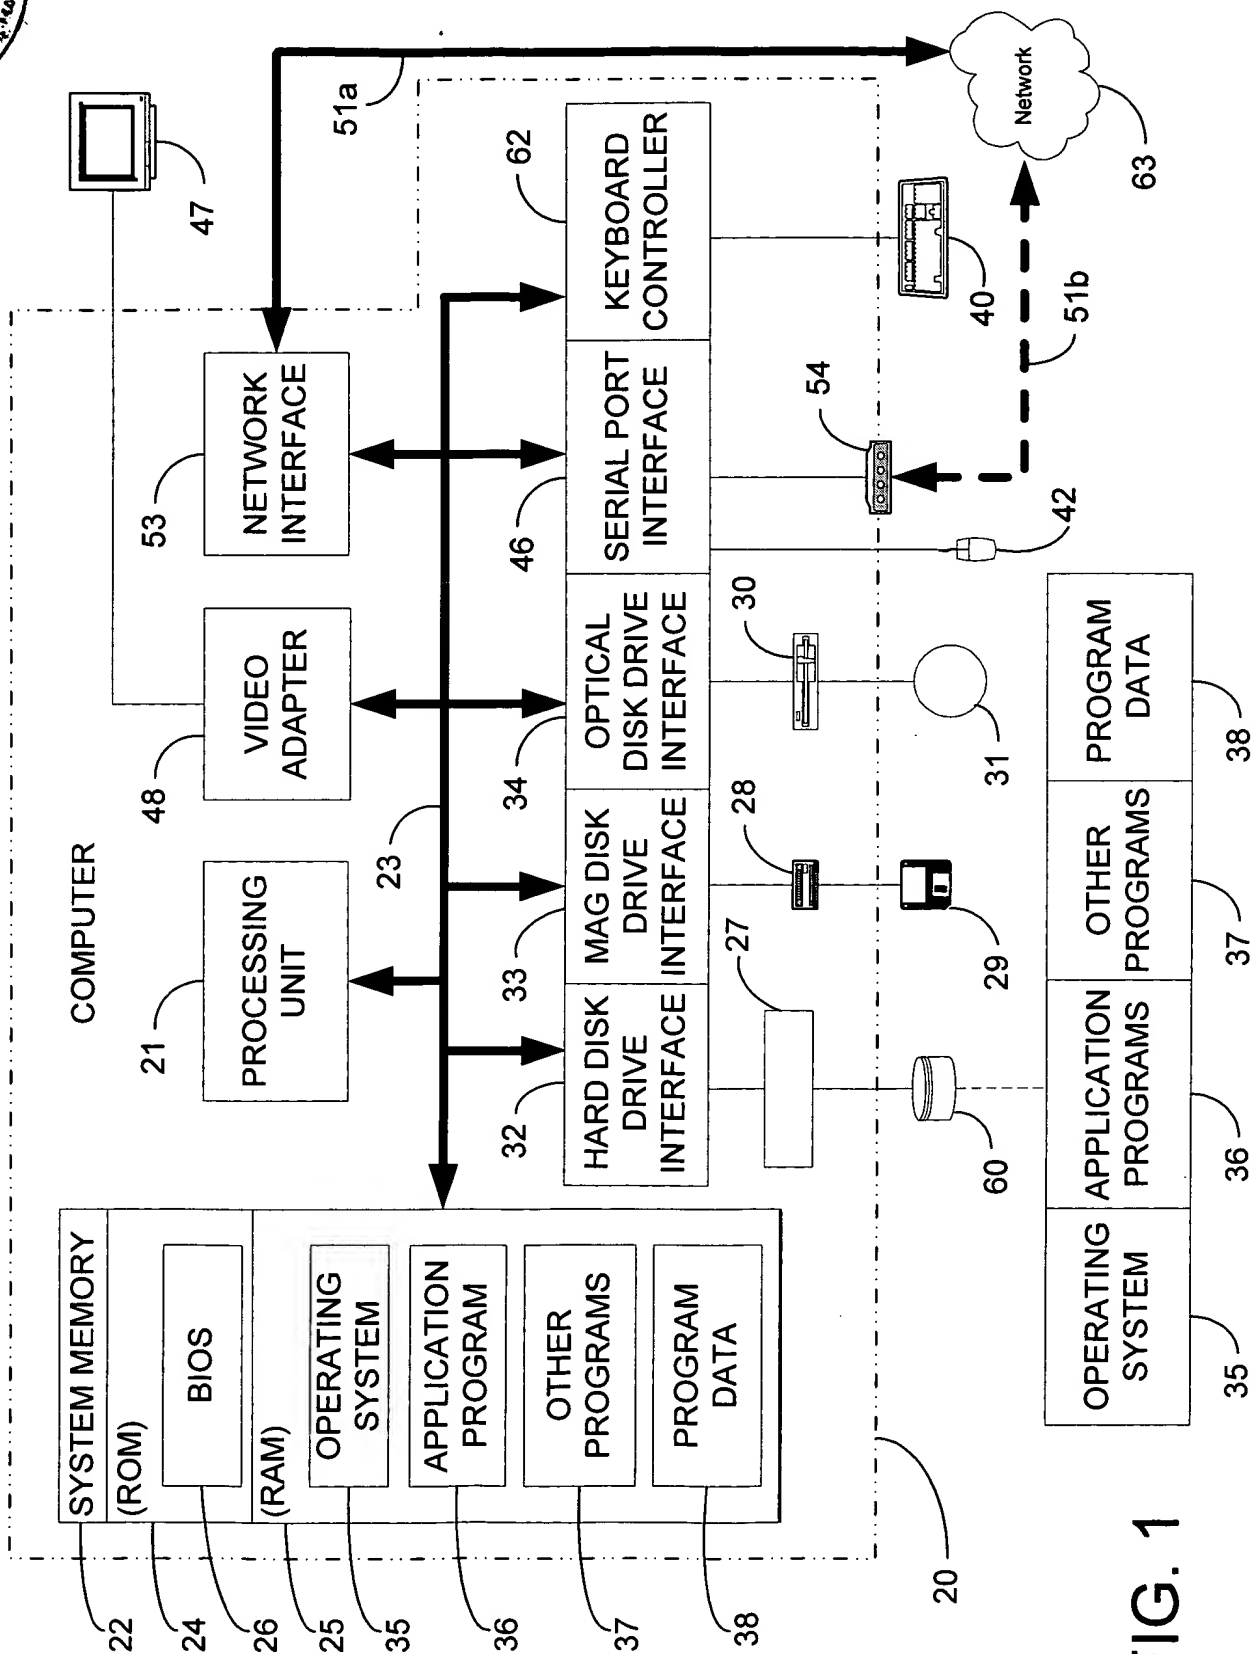 COMPUTER
47
51a
53
NETWORK
INTERFACE
48
VIDEO
ADAPTER
21
PROCESSING
UNIT
23
22
SYSTEM MEMORY
24
(ROM)
26
BIOS
25
(RAM)
35
OPERATING
SYSTEM
36
APPLICATION
PROGRAM
37
OTHER
PROGRAMS
38
PROGRAM
DATA
32
HARD DISK
DRIVE
INTERFACE
33
MAG DISK
DRIVE
INTERFACE
34
OPTICAL
DISK DRIVE
INTERFACE
46
SERIAL PORT
INTERFACE
62
KEYBOARD
CONTROLLER
27
28
30
54
20
60
29
31
42
40
51b
Network
63
OPERATING
SYSTEM
APPLICATION
PROGRAMS
OTHER
PROGRAMS
PROGRAM
DATA
35
36
37
38
FIG. 1